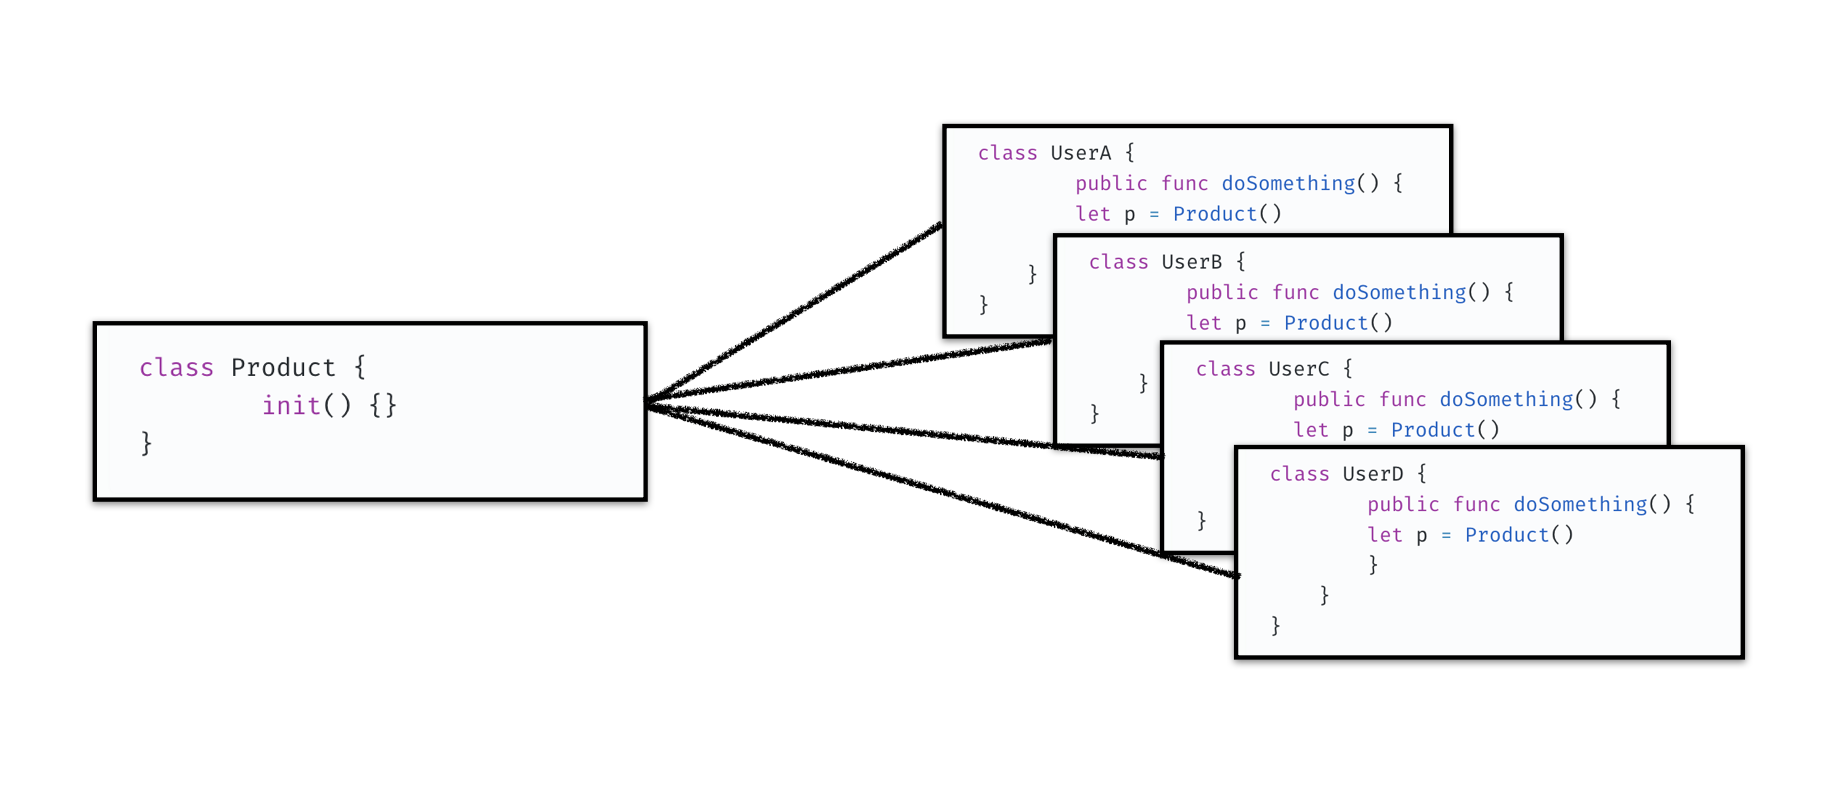 class Product {
init() {}
}
class UserA {
public func doSomething() {
let p = Product()
}
}
class UserB {
public func doSomething() {
let p = Product()
}
}
class UserC {
public func doSomething() {
let p = Product()
}
class UserD {
public func doSomething() {
let p = Product()
}
}
}